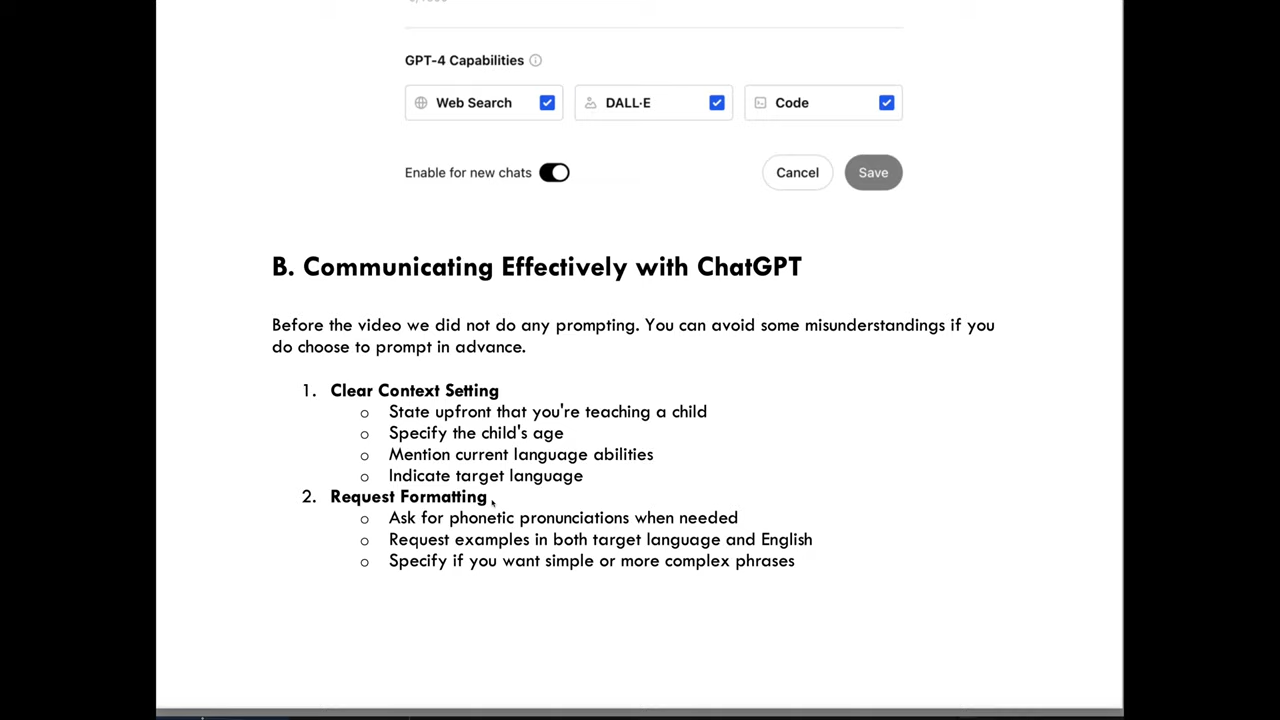 GPT-4 Capabilities
Web Search DALL·E Code
Enable for new chats Cancel Save
B. Communicating Effectively with ChatGPT
Before the video we did not do any prompting. You can avoid some misunderstandings if you
do choose to prompt in advance.
1. Clear Context Setting
o State upfront that you're teaching a child
o Specify the child's age
o Mention current language abilities
o Indicate target language
2. Request Formatting
o Ask for phonetic pronunciations when needed
o Request examples in both target language and English
o Specify if you want simple or more complex phrases